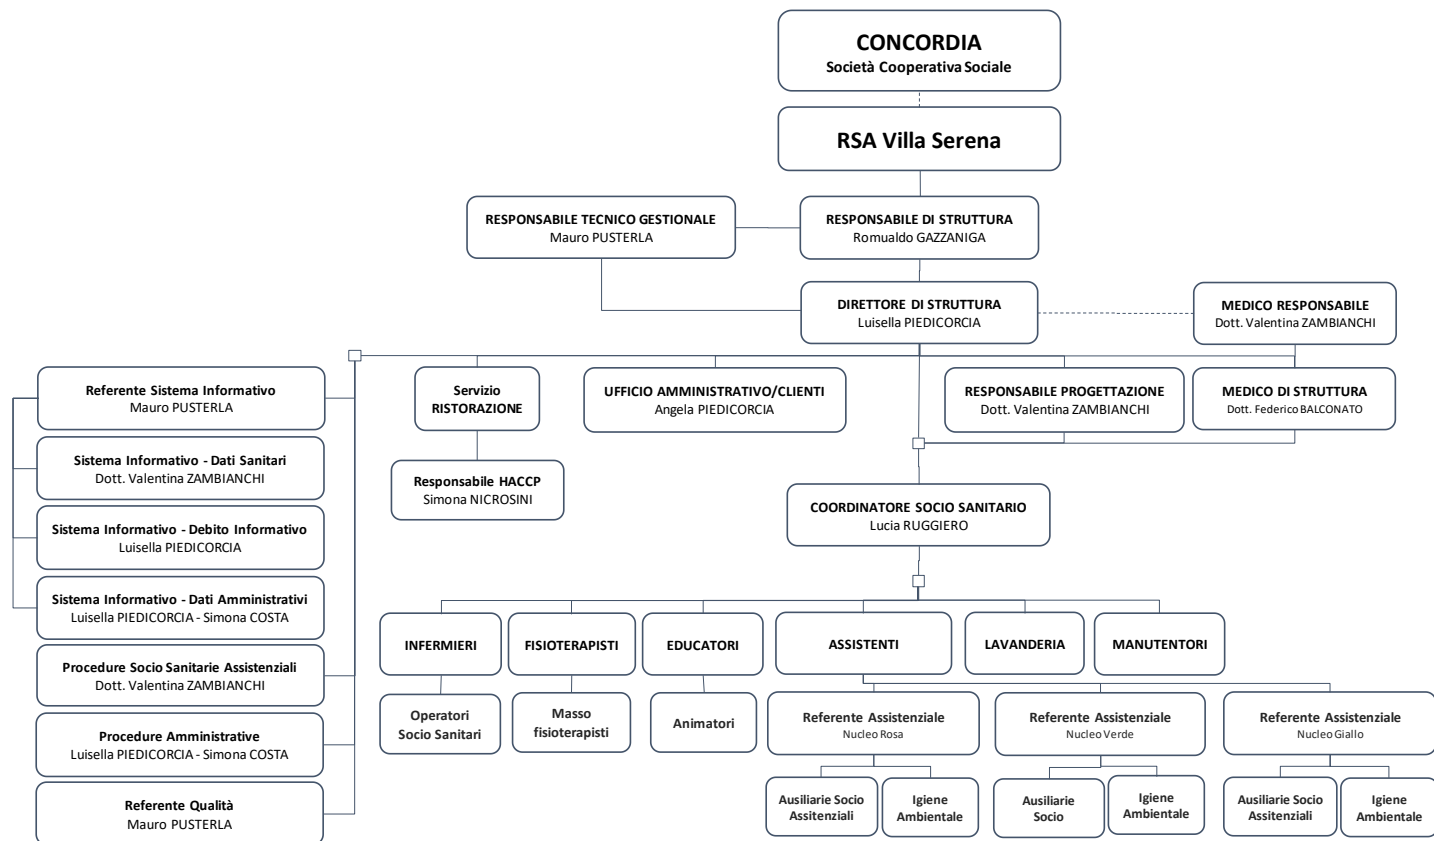 CONCORDIA
Società Cooperativa Sociale
RSA Villa Serena
RESPONSABILE TECNICO GESTIONALE
Mauro PUSTERLA
RESPONSABILE DI STRUTTURA
Romualdo GAZZANIGA
DIRETTORE DI STRUTTURA
Luisella PIEDICORCIA
MEDICO RESPONSABILE
Dott. Valentina ZAMBIANCHI
Referente Sistema Informativo
Mauro PUSTERLA
Servizio
RISTORAZIONE
UFFICIO AMMINISTRATIVO/CLIENTI
Angela PIEDICORCIA
RESPONSABILE PROGETTAZIONE
Dott. Valentina ZAMBIANCHI
MEDICO DI STRUTTURA
Dott. Federico BALCONATO
Sistema Informativo - Dati Sanitari
Dott. Valentina ZAMBIANCHI
Responsabile HACCP
Simona NICROSINI
Sistema Informativo - Debito Informativo
Luisella PIEDICORCIA
COORDINATORE SOCIO SANITARIO
Lucia RUGGIERO
Sistema Informativo - Dati Amministrativi
Luisella PIEDICORCIA - Simona COSTA
Procedure Socio Sanitarie Assistenziali
Dott. Valentina ZAMBIANCHI
Procedure Amministrative
Luisella PIEDICORCIA - Simona COSTA
Referente Qualità
Mauro PUSTERLA
INFERMIERI
FISIOTERAPISTI
EDUCATORI
ASSISTENTI
LAVANDERIA
MANUTENTORI
Operatori
Socio Sanitari
Masso
fisioterapisti
Animatori
Referente Assistenziale
Nucleo Rosa
Referente Assistenziale
Nucleo Verde
Referente Assistenziale
Nucleo Giallo
Ausiliarie Socio
Assitenziali
Igiene
Ambientale
Ausiliarie
Socio
Igiene
Ambientale
Ausiliarie Socio
Assitenziali
Igiene
Ambientale